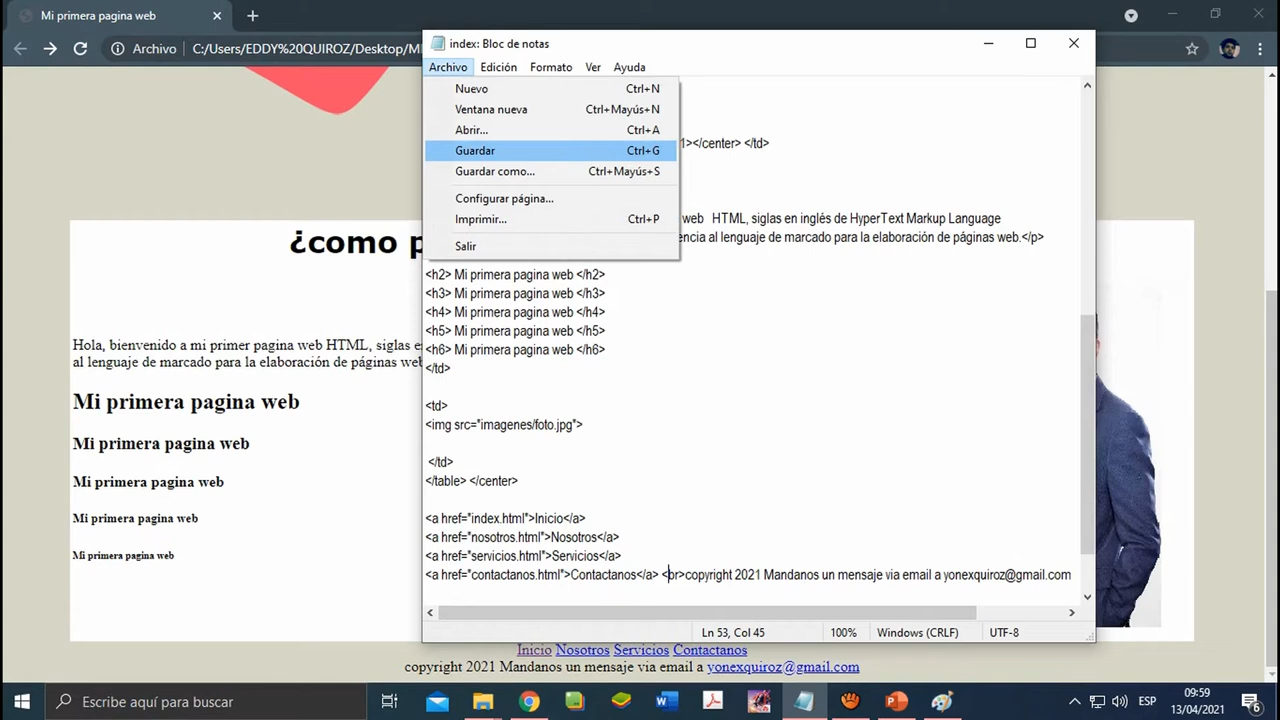 Mi primera pagina web
Archivo C:/Users/EDDY%20QUIROZ/Desktop/MI
index: Bloc de notas
Archivo Edición Formato Ver Ayuda
Nuevo Ctrl+N
Ventana nueva Ctrl+Mayús+N
Abrir... Ctrl+A
Guardar Ctrl+G
Guardar como... Ctrl+Mayús+S
Configurar página...
Imprimir... Ctrl+P
Salir
1></center> </td>
web HTML, siglas en inglés de HyperText Markup Language
encia al lenguaje de marcado para la elaboración de páginas web.</p>
<h2> Mi primera pagina web </h2>
<h3> Mi primera pagina web </h3>
<h4> Mi primera pagina web </h4>
<h5> Mi primera pagina web </h5>
<h6> Mi primera pagina web </h6>
</td>
<td>
<img src="imagenes/foto.jpg">
</td>
</table> </center>
<a href="index.html">Inicio</a>
<a href="nosotros.html">Nosotros</a>
<a href="servicios.html">Servicios</a>
<a href="contactanos.html">Contactanos</a> <br>copyright 2021 Mandanos un mensaje via email a yonexquiroz@gmail.com
Ln 53, Col 45 100% Windows (CRLF) UTF-8
¿como p
Hola, bienvenido a mi primer pagina web HTML, siglas e
al lenguaje de marcado para la elaboración de páginas web
Mi primera pagina web
Mi primera pagina web
Mi primera pagina web
Mi primera pagina web
Mi primera pagina web
Inicio Nosotros Servicios Contactanos
copyright 2021 Mandanos un mensaje via email a yonexquiroz@gmail.com
Escribe aquí para buscar
ESP
09:59
13/04/2021
6